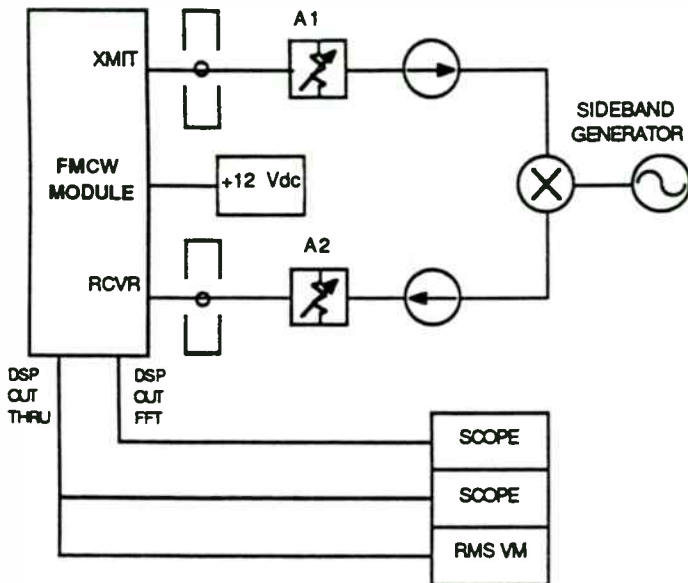 A1
XMIT
SIDEBAND
GENERATOR
FMCW
MODULE
+12 Vdc
A2
RCVR
DSP
OUT
THRU
DSP
OUT
FFT
SCOPE
SCOPE
RMS VM